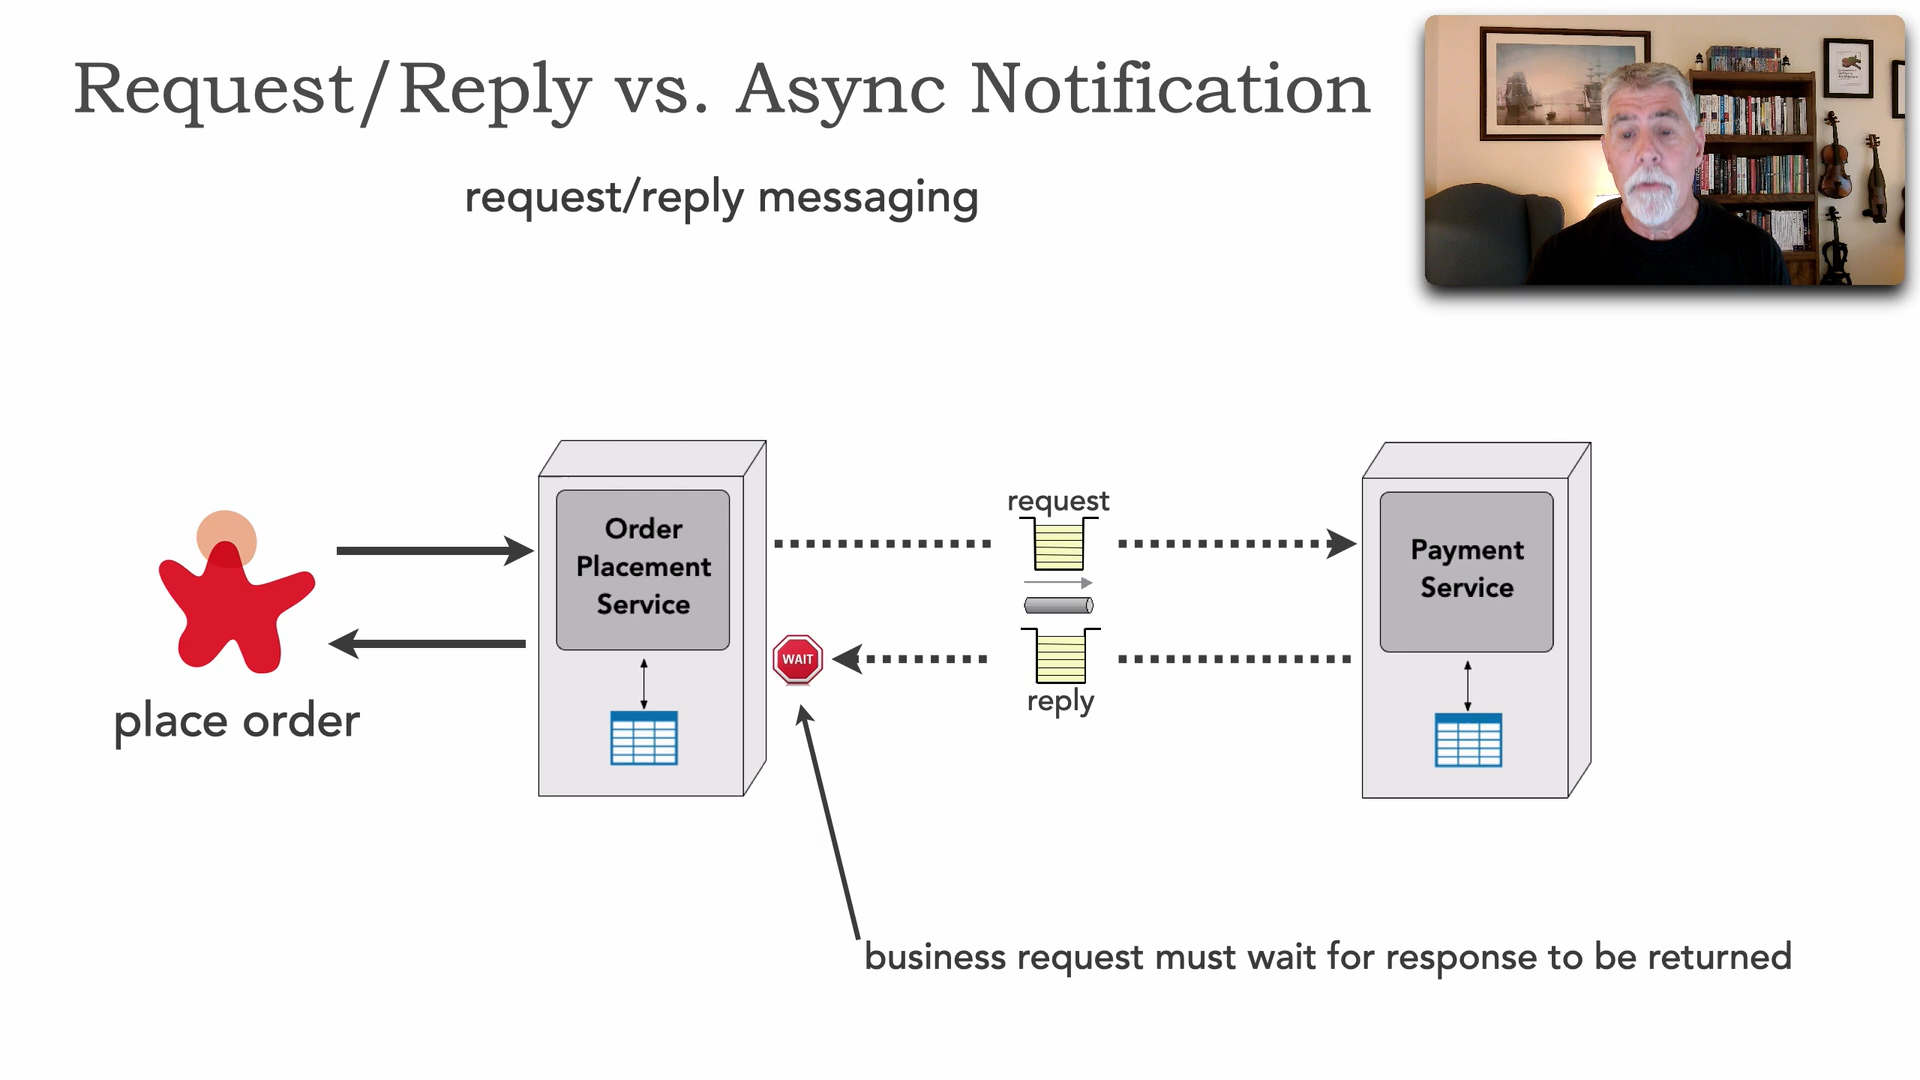 Request/Reply vs. Async Notification
request/reply messaging
request
Order
Placement
Service
Payment
Service
WAIT
reply
place order
business request must wait for response to be returned